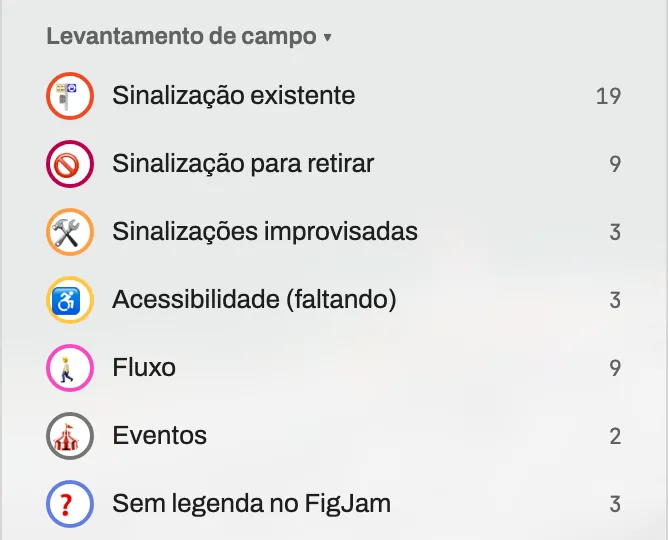 Levantamento de campo ▾
Sinalização existente 19
Sinalização para retirar 9
Sinalizações improvisadas 3
Acessibilidade (faltando) 3
Fluxo 9
Eventos 2
Sem legenda no FigJam 3